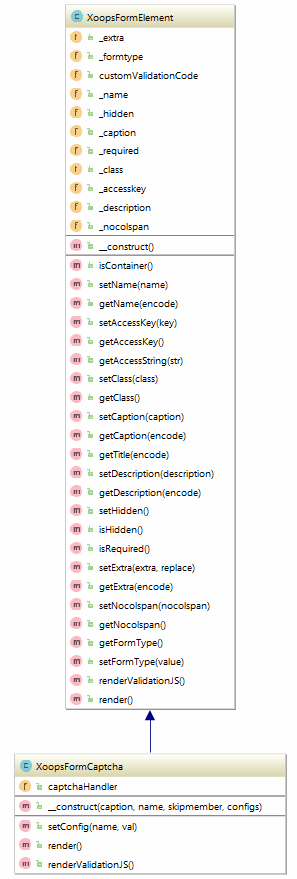 XoopsFormElement
_extra
_formtype
customValidationCode
_name
_hidden
_caption
_required
_class
_accesskey
_description
_nocolspan
__construct()
isContainer()
setName(name)
getName(encode)
setAccessKey(key)
getAccessKey()
getAccessString(str)
setClass(class)
getClass()
setCaption(caption)
getCaption(encode)
getTitle(encode)
setDescription(description)
getDescription(encode)
setHidden()
isHidden()
isRequired()
setExtra(extra, replace)
getExtra(encode)
setNocolspan(nocolspan)
getNocolspan()
getFormType()
setFormType(value)
renderValidationJS()
render()
XoopsFormCaptcha
captchaHandler
__construct(caption, name, skipmember, configs)
setConfig(name, val)
render()
renderValidationJS()